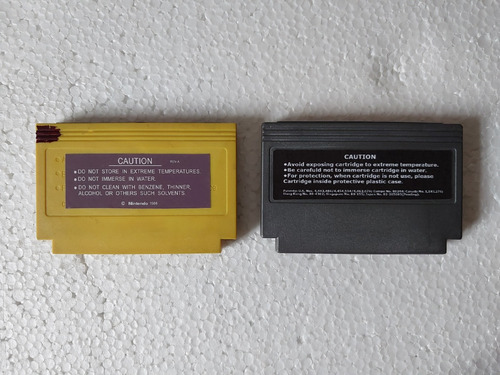 CAUTION
DO NOT STORE IN EXTREME TEMPERATURES.
DO NOT IMMERSE IN WATER.
DO NOT CLEAN WITH BENZENE, THINNER,
ALCOHOL OR OTHERS SUCH SOLVENTS.
© Nintendo
CAUTION
•Avoid exposing cartridge to extreme temperature.
•Be carefuld not to immorse cartridge in water.
•For protection, when cartridge is not use, please
Cartridge inside protective plastic case.